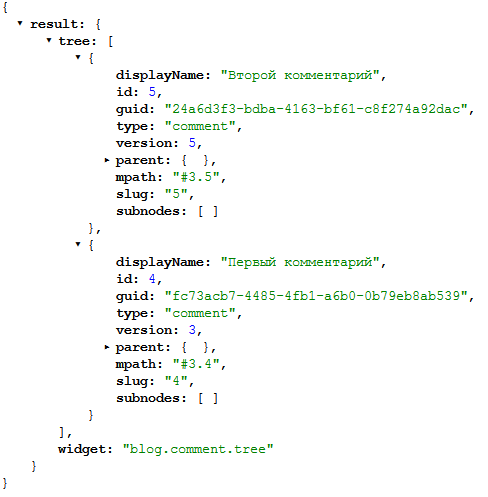 {
▼ result: {
▼ tree: [
▼ {
displayName: "Второй комментарий",
id: 5,
guid: "24a6d3f3-bdba-4163-bf61-c8f274a92dac",
type: "comment",
version: 5,
► parent: { },
mpath: "#3.5",
slug: "5",
subnodes: [ ]
},
▼ {
displayName: "Первый комментарий",
id: 4,
guid: "fc73acb7-4485-4fb1-a6b0-0b79eb8ab539",
type: "comment",
version: 3,
► parent: { },
mpath: "#3.4",
slug: "4",
subnodes: [ ]
}
],
widget: "blog.comment.tree"
}
}